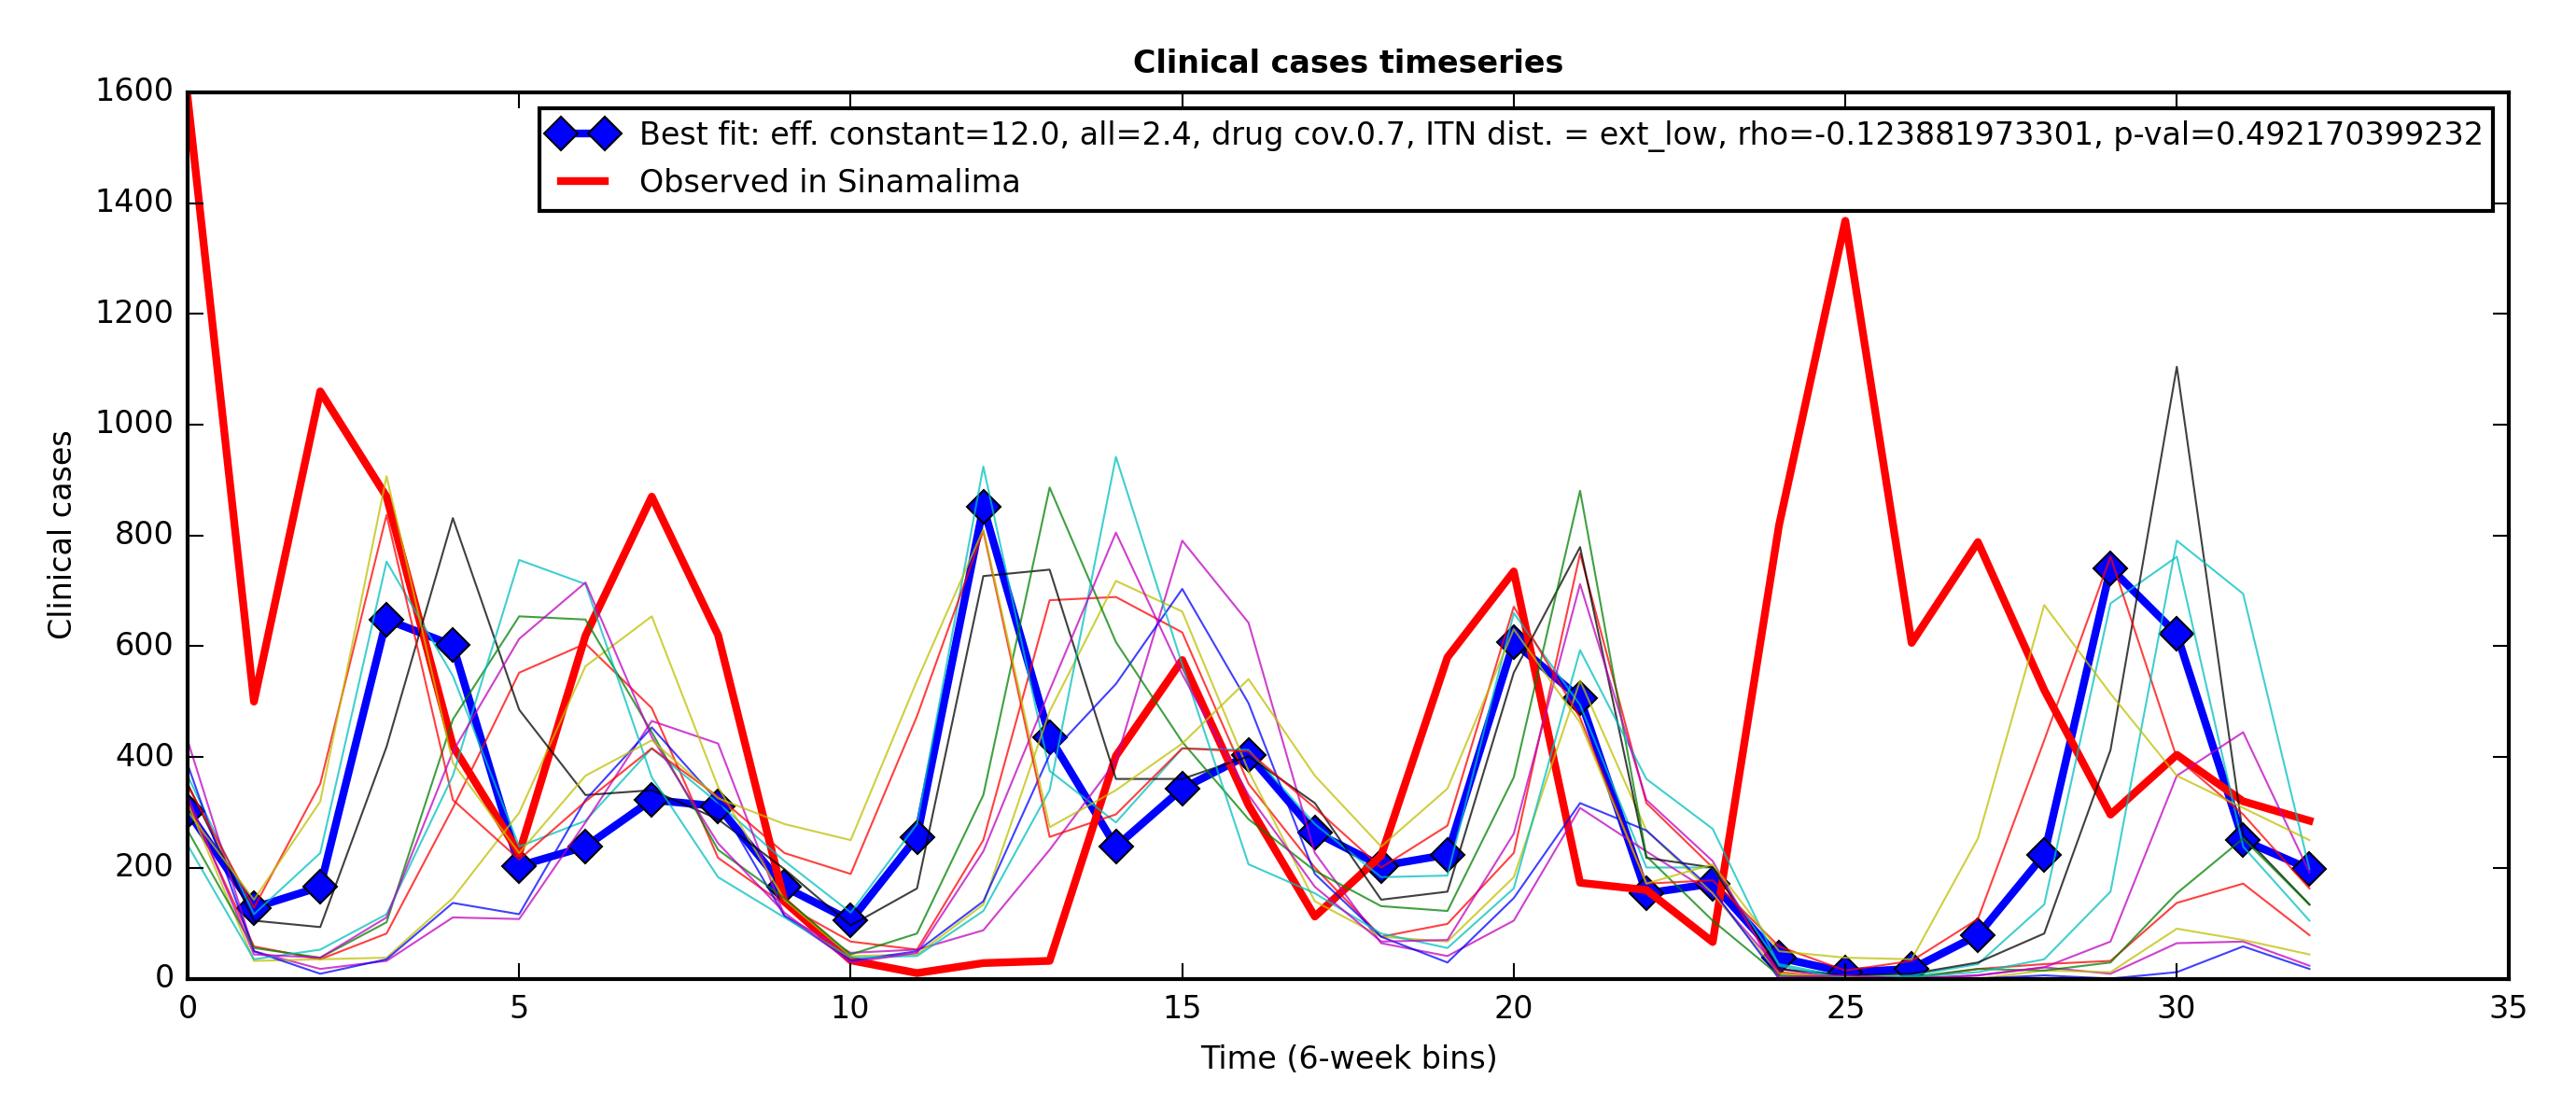 Clinical cases timeseries
Best fit: eff. constant=12.0, all=2.4, drug cov.0.7, ITN dist. = ext_low, rho=-0.123881973301, p-val=0.492170399232
Observed in Sinamalima
Clinical cases
1600
1400
1200
1000
800
600
400
200
0
0 5 10 15 20 25 30 35
Time (6-week bins)